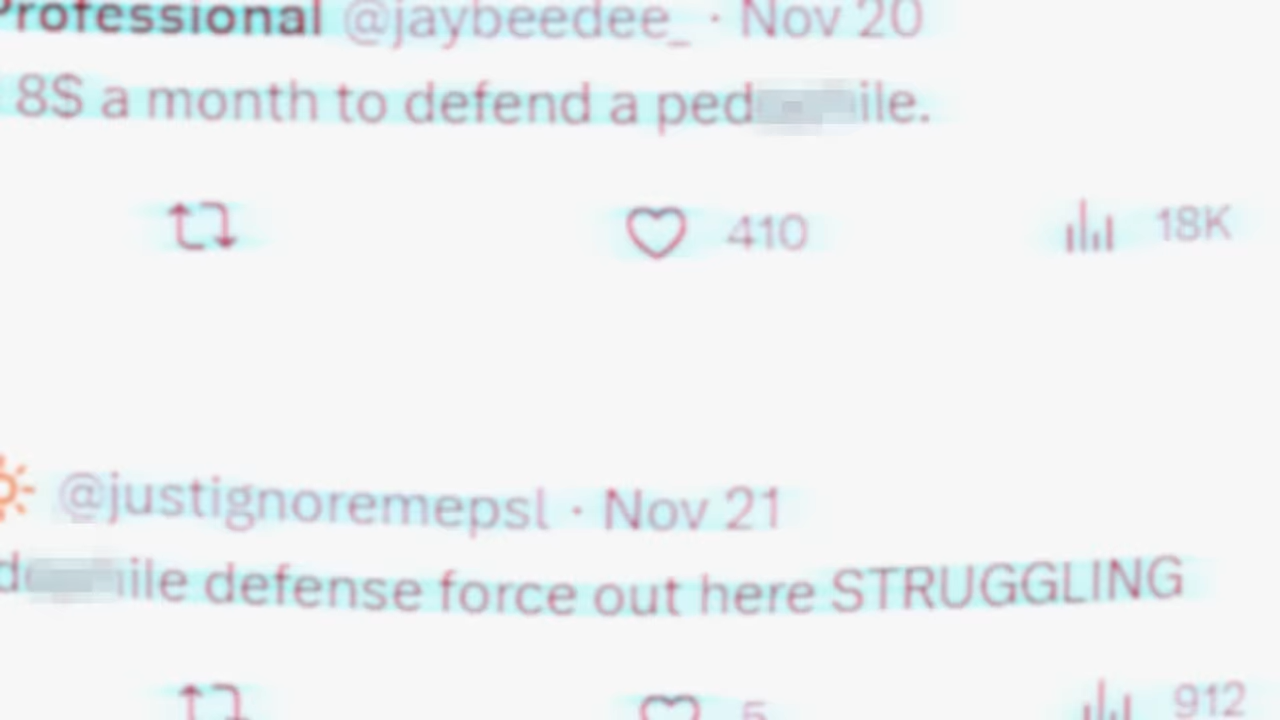 Professional @jaybeedee_ · Nov 20
8$ a month to defend a ped ile.
410 18K
@justignoremepsl · Nov 21
d ile defense force out here STRUGGLING
5 912